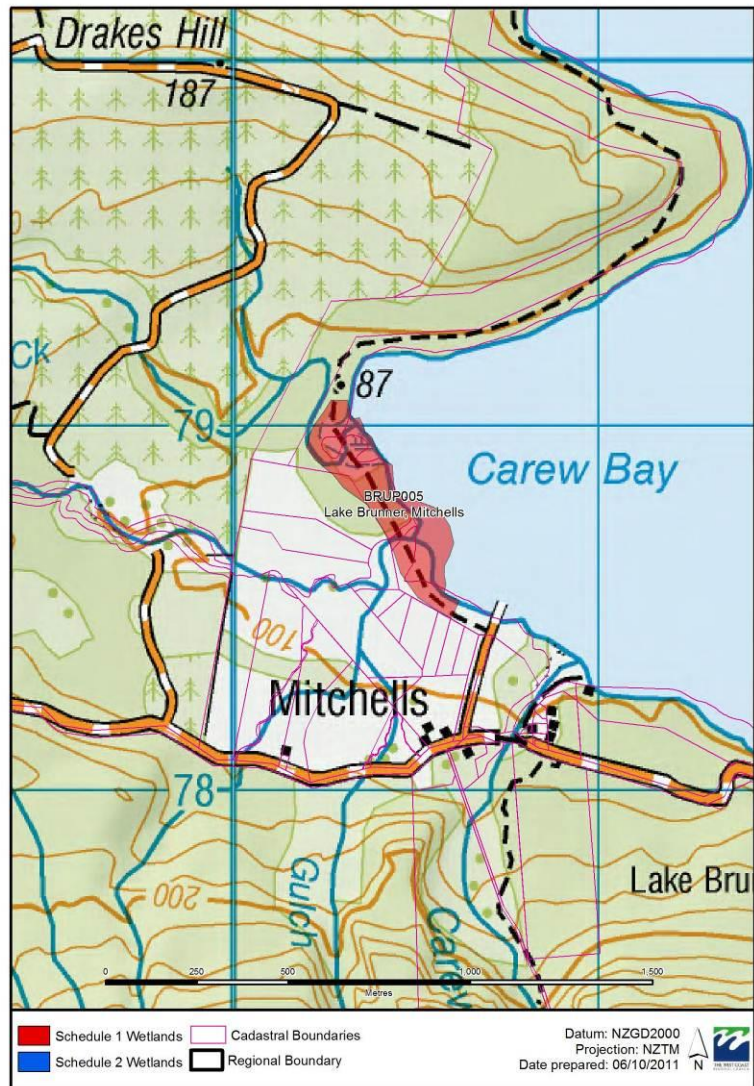 Drakes Hill
187
Ck
87
79
Carew Bay
BRUP005
Lake Brunner, Mitchells
100
Mitchells
78
200
Gulch
Carew
Lake Bru
0 250 500 1,000 1,500
Metres
Schedule 1 Wetlands
Schedule 2 Wetlands
Cadastral Boundaries
Regional Boundary
Datum: NZGD2000
Projection: NZTM
Date prepared: 06/10/2011
N